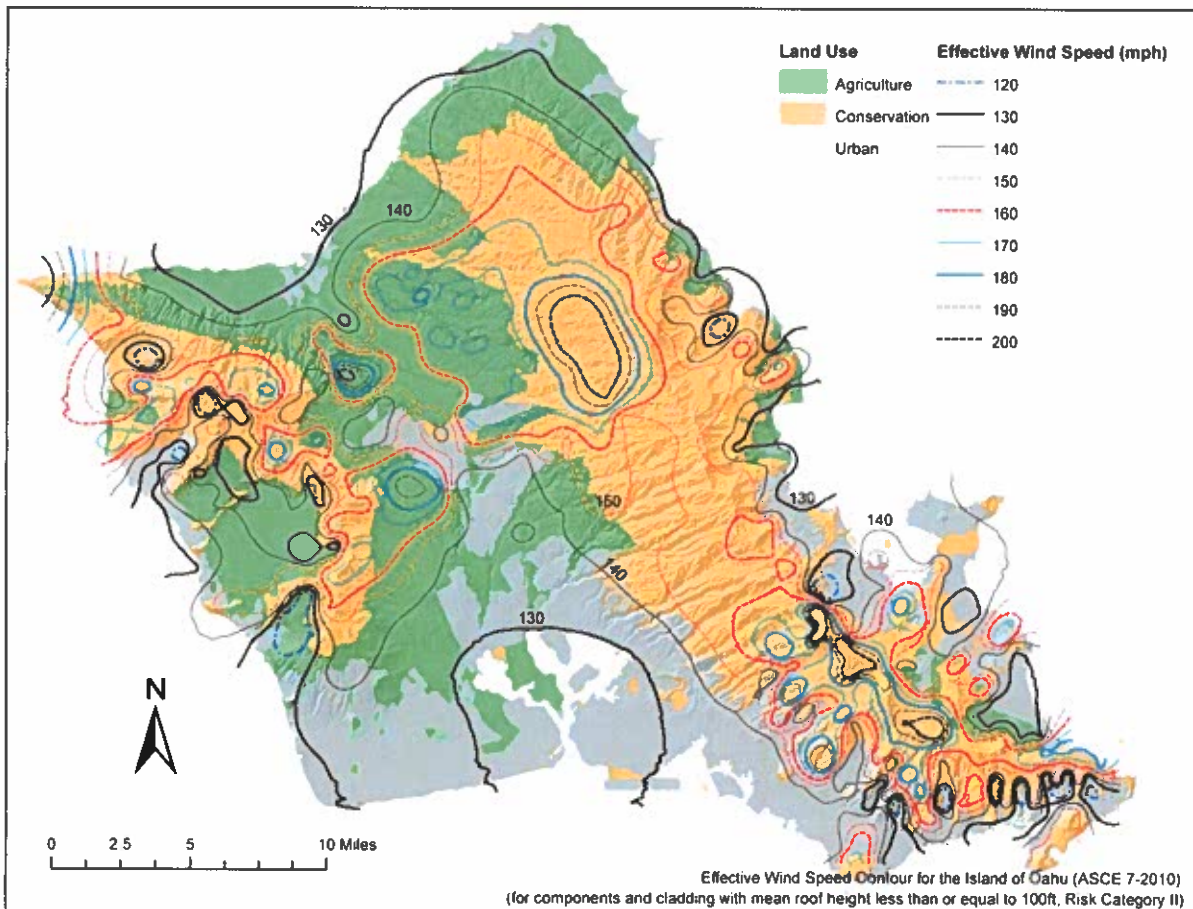 Land Use
Agriculture
Conservation
Urban
Effective Wind Speed (mph)
120
130
140
150
160
170
180
190
200
130
140
150
140
130
130
140
N
0 2 5 5 10 Miles
Effective Wind Speed Contour for the Island of Oahu (ASCE 7-2010)
(for components and cladding with mean roof height less than or equal to 100ft, Risk Category II)